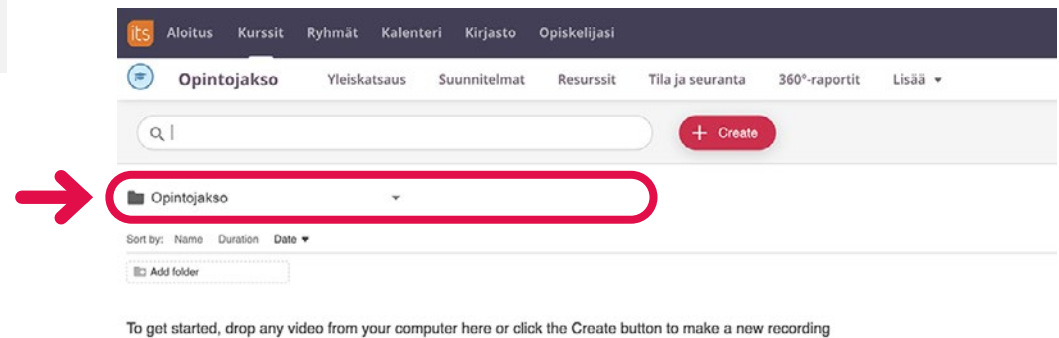 its Aloitus Kurssit Ryhmät Kalenteri Kirjasto Opiskelijasi
Opintojakso Yleiskatsaus Suunnitelmat Resurssit Tila ja seuranta 360°-raportit Lisää
+ Create
Opintojakso
Sort by: Name Duration Date
Add folder
To get started, drop any video from your computer here or click the Create button to make a new recording